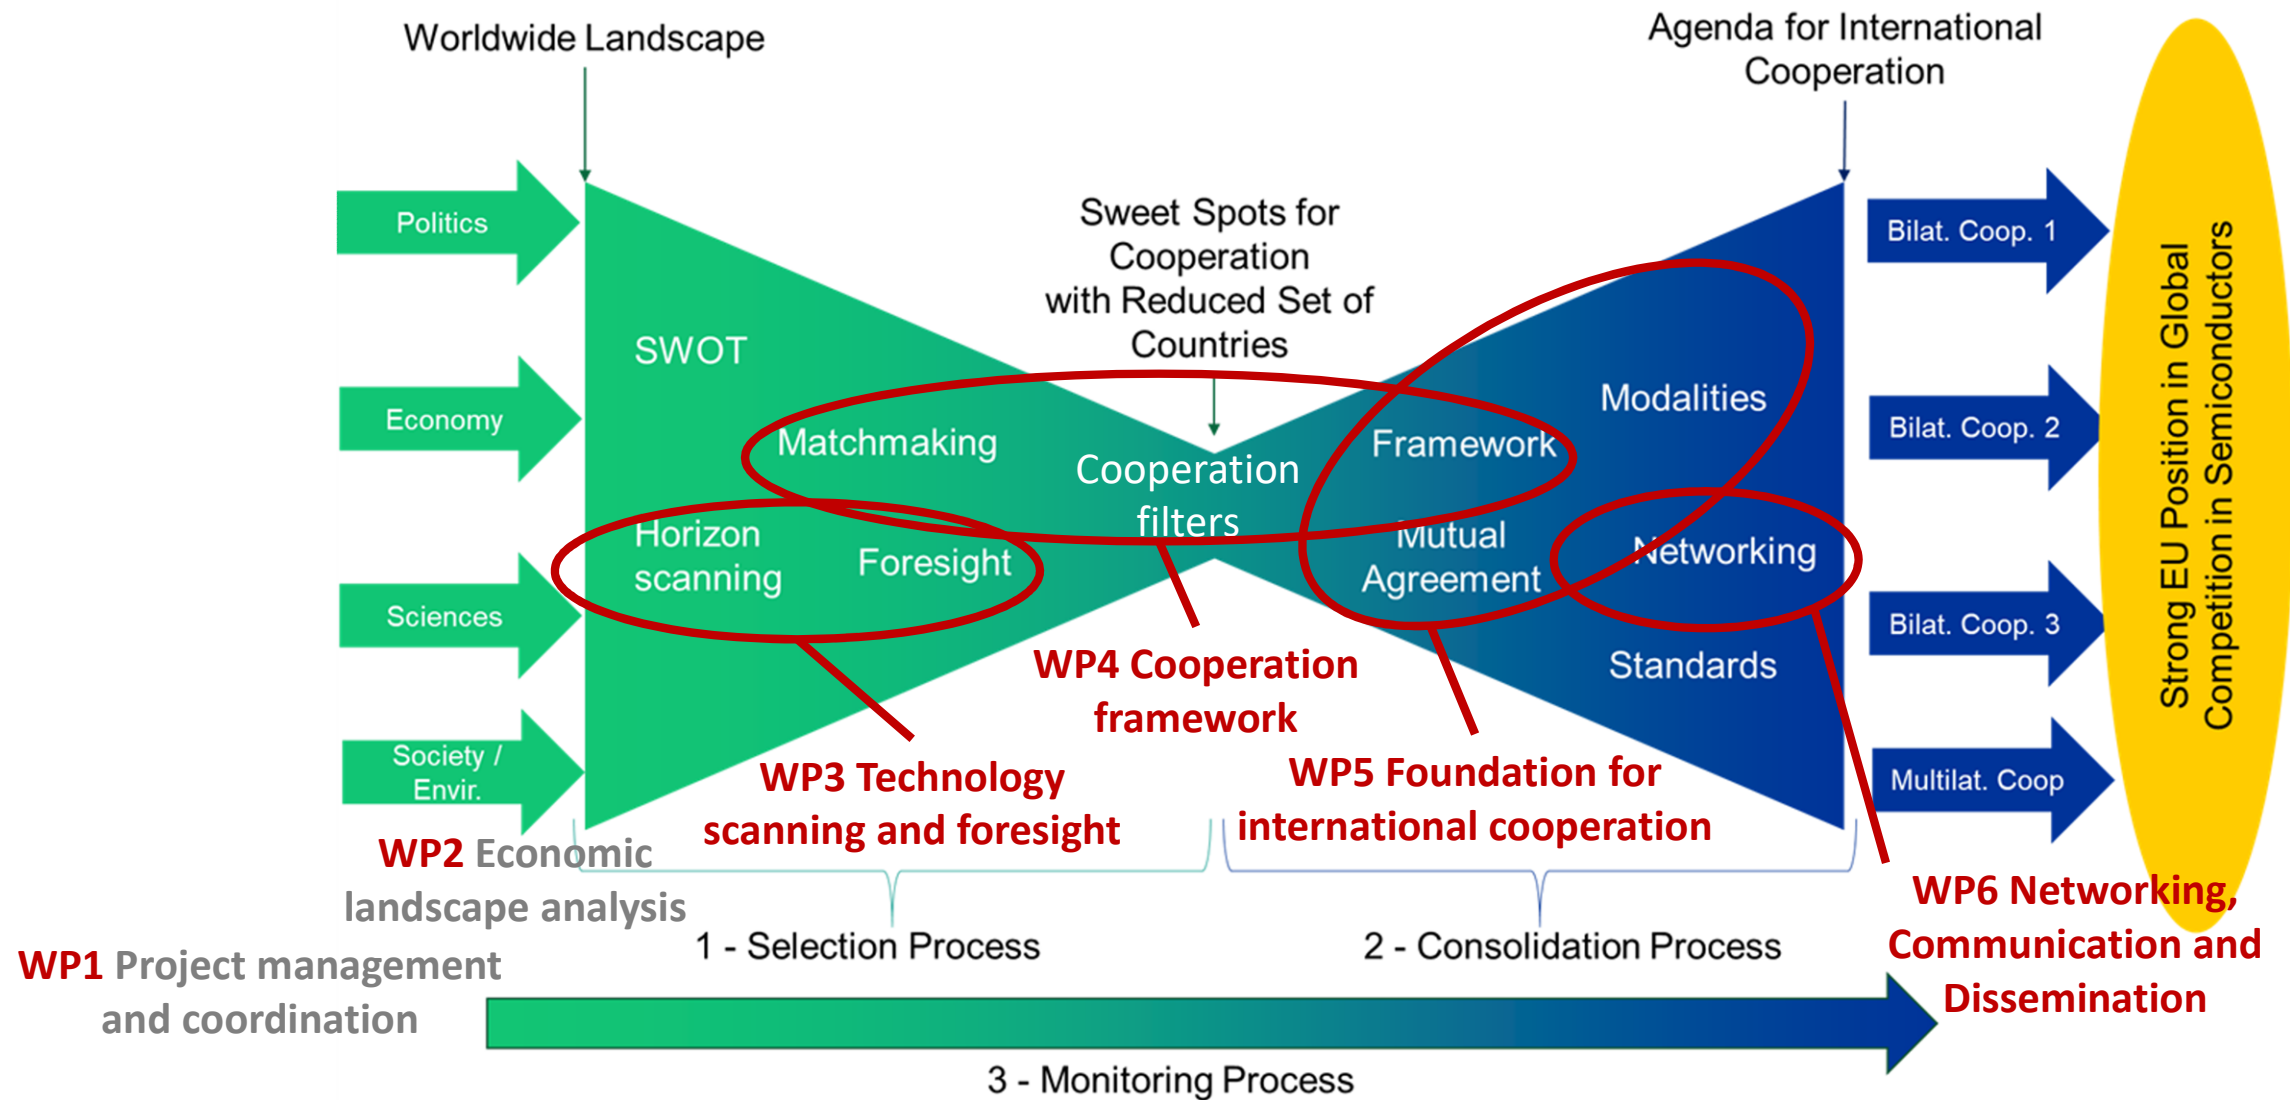 Worldwide Landscape
Agenda for International
Cooperation
Politics
Economy
Sciences
Society /
Envir.
SWOT
Matchmaking
Horizon
scanning
Foresight
Sweet Spots for
Cooperation
with Reduced Set of
Countries
Cooperation
filters
Framework
Modalities
Mutual
Agreement
Networking
Standards
Bilat. Coop. 1
Bilat. Coop. 2
Bilat. Coop. 3
Multilat. Coop
Strong EU Position in Global
Competition in Semiconductors
WP4 Cooperation
framework
WP3 Technology
scanning and foresight
WP5 Foundation for
international cooperation
WP2 Economic
landscape analysis
WP6 Networking,
Communication and
Dissemination
WP1 Project management
and coordination
1 - Selection Process
2 - Consolidation Process
3 - Monitoring Process